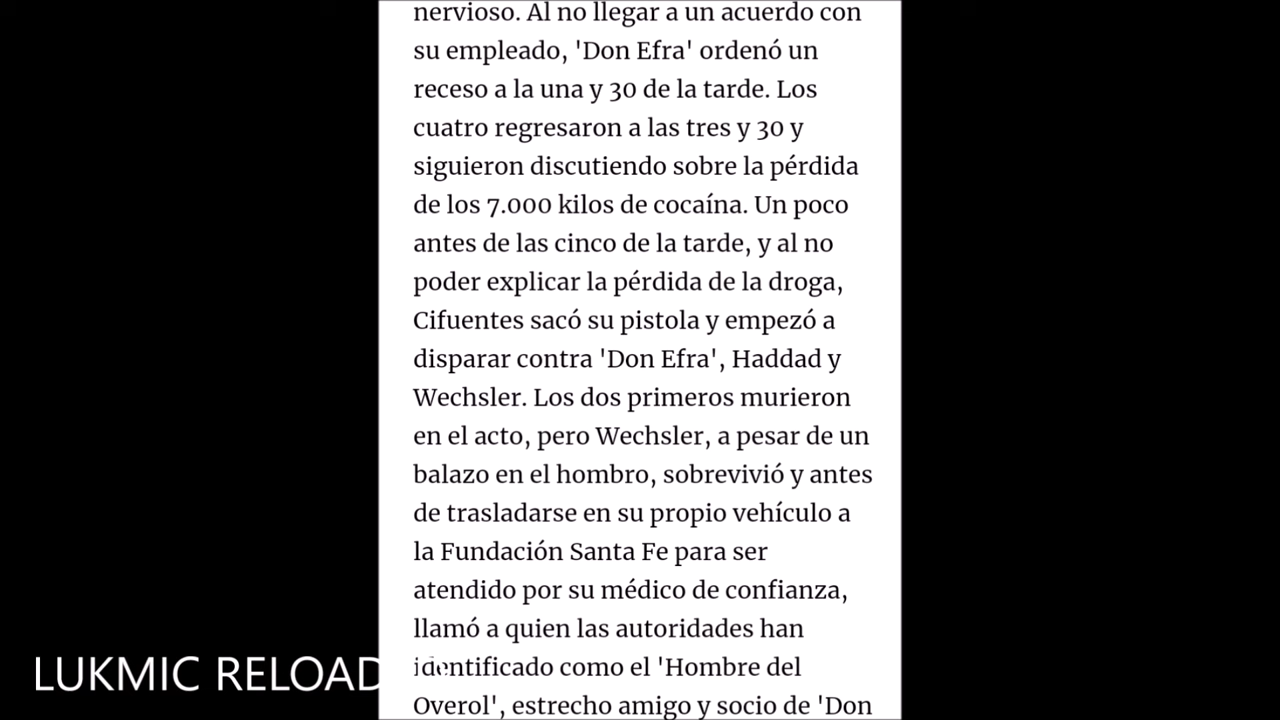 nervioso. Al no llegar a un acuerdo con
su empleado, 'Don Efra' ordenó un
receso a la una y 30 de la tarde. Los
cuatro regresaron a las tres y 30 y
siguieron discutiendo sobre la pérdida
de los 7.000 kilos de cocaína. Un poco
antes de las cinco de la tarde, y al no
poder explicar la pérdida de la droga,
Cifuentes sacó su pistola y empezó a
disparar contra 'Don Efra', Haddad y
Wechsler. Los dos primeros murieron
en el acto, pero Wechsler, a pesar de un
balazo en el hombro, sobrevivió y antes
de trasladarse en su propio vehículo a
la Fundación Santa Fe para ser
atendido por su médico de confianza,
llamó a quien las autoridades han
identificado como el 'Hombre del
Overol', estrecho amigo y socio de 'Don
LUKMIC RELOAD